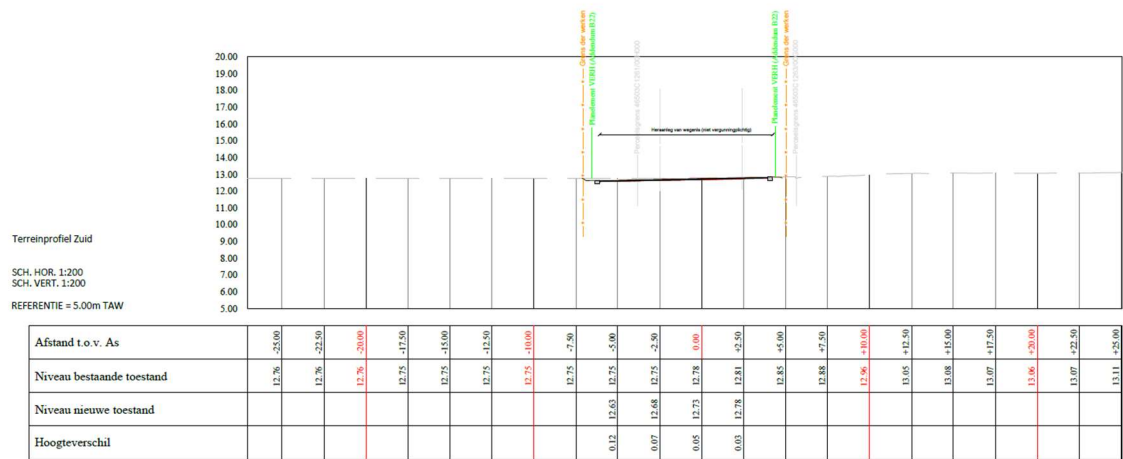 Grens der werken
Plandocument VERH (Addendum B22)
Plandocument VERH (Addendum B22)
Grens der werken
Heraanleg van wegenis (niet vergunningplichtig)
20.00
19.00
18.00
17.00
16.00
15.00
14.00
13.00
12.00
11.00
10.00
9.00
8.00
7.00
6.00
5.00
Terreinprofiel Zuid
SCH. HOR. 1:200
SCH. VERT. 1:200
REFERENTIE = 5.00m TAW
Afstand t.o.v. As -25.00 -22.50 -20.00 -17.50 -15.00 -12.50 -10.00 -7.50 -5.00 -2.50 0.00 +2.50 +5.00 +7.50 +10.00 +12.50 +15.00 +17.50 +20.00 +22.50 +25.00
Niveau bestaande toestand 12.76 12.76 12.76 12.75 12.75 12.75 12.75 12.75 12.75 12.75 12.78 12.81 12.85 12.88 12.96 13.05 13.08 13.07 13.06 13.07 13.11
Niveau nieuwe toestand 12.63 12.68 12.73 12.78
Hoogteverschil 0.12 0.07 0.05 0.03